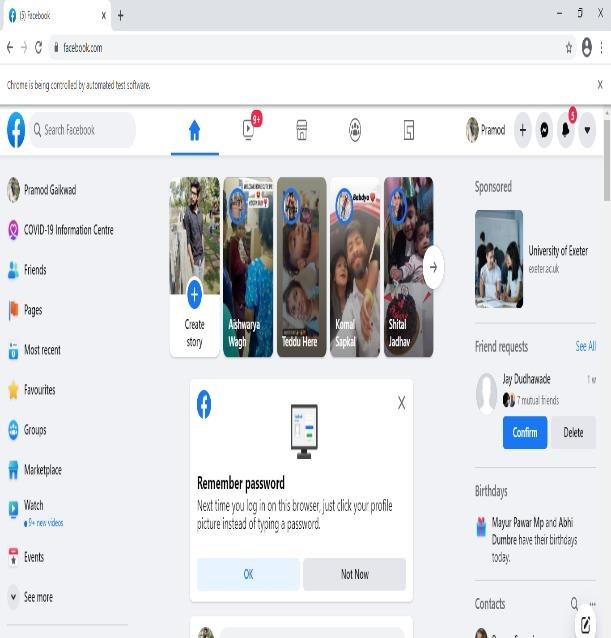 (5) Facebook
facebook.com
Chrome is being controlled by automated test software.
Search Facebook
9+
Pramod
5
Pramod Gaikwad
COVID-19 Information Centre
Friends
Pages
Most recent
Favourites
Groups
Marketplace
Watch
9+ new videos
Events
See more
Create
story
Aishwarya
Wagh
Teddu Here
Babdya
Komal
Sapkal
Shital
Jadhav
Remember password
Next time you log in on this browser, just click your profile
picture instead of typing a password.
OK
Not Now
Sponsored
University of Exeter
exeter.ac.uk
Friend requests
See All
Jay Dudhawade
1 w
7 mutual friends
Confirm
Delete
Birthdays
Mayur Pawar Mp and Abhi
Dumbre have their birthdays
today.
Contacts